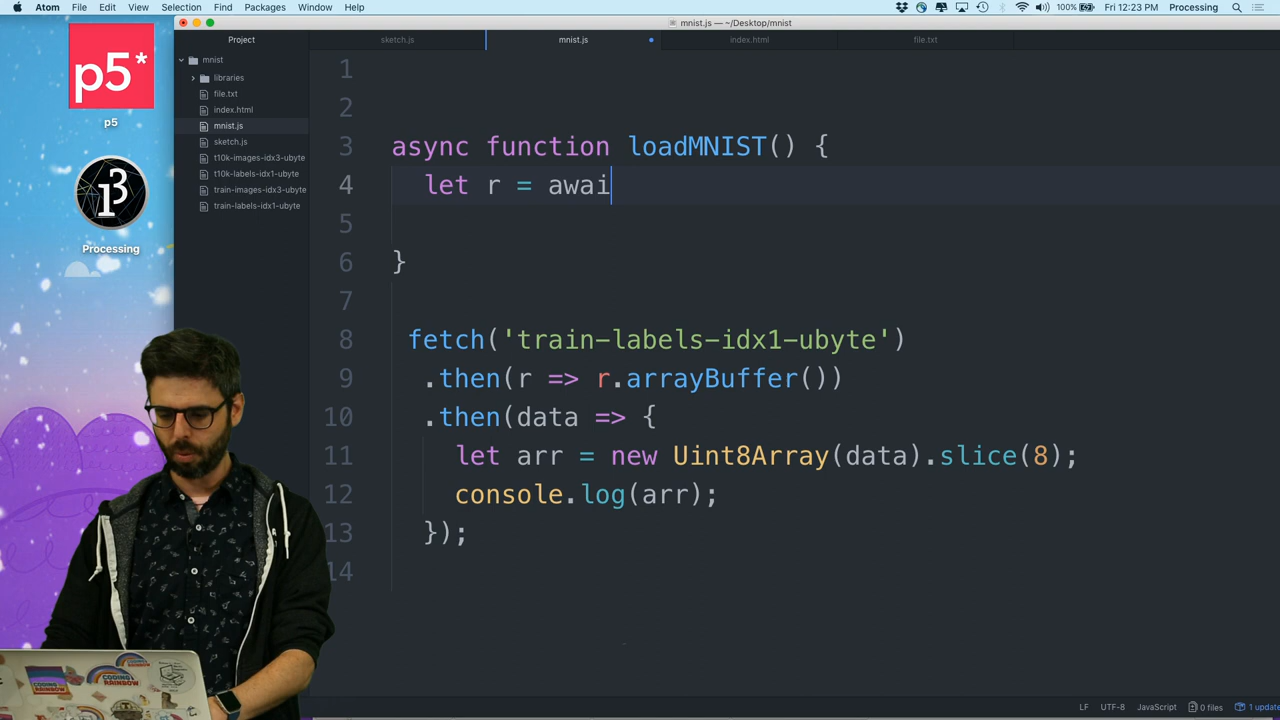 Atom File Edit View Selection Find Packages Window Help
100% Fri 12:23 PM Processing
mnist.js — ~/Desktop/mnist
Project
sketch.js
mnist.js
index.html
file.txt
mnist
libraries
file.txt
index.html
mnist.js
sketch.js
t10k-images-idx3-ubyte
t10k-labels-idx1-ubyte
train-images-idx3-ubyte
train-labels-idx1-ubyte
p5*
p5
Processing
1
2
3 async function loadMNIST() {
4 let r = awai
5
6 }
7
8 fetch('train-labels-idx1-ubyte')
9 .then(r => r.arrayBuffer())
10 .then(data => {
11 let arr = new Uint8Array(data).slice(8);
12 console.log(arr);
13 });
14
CODING RAINBOW
LF UTF-8 JavaScript 0 files 1 update